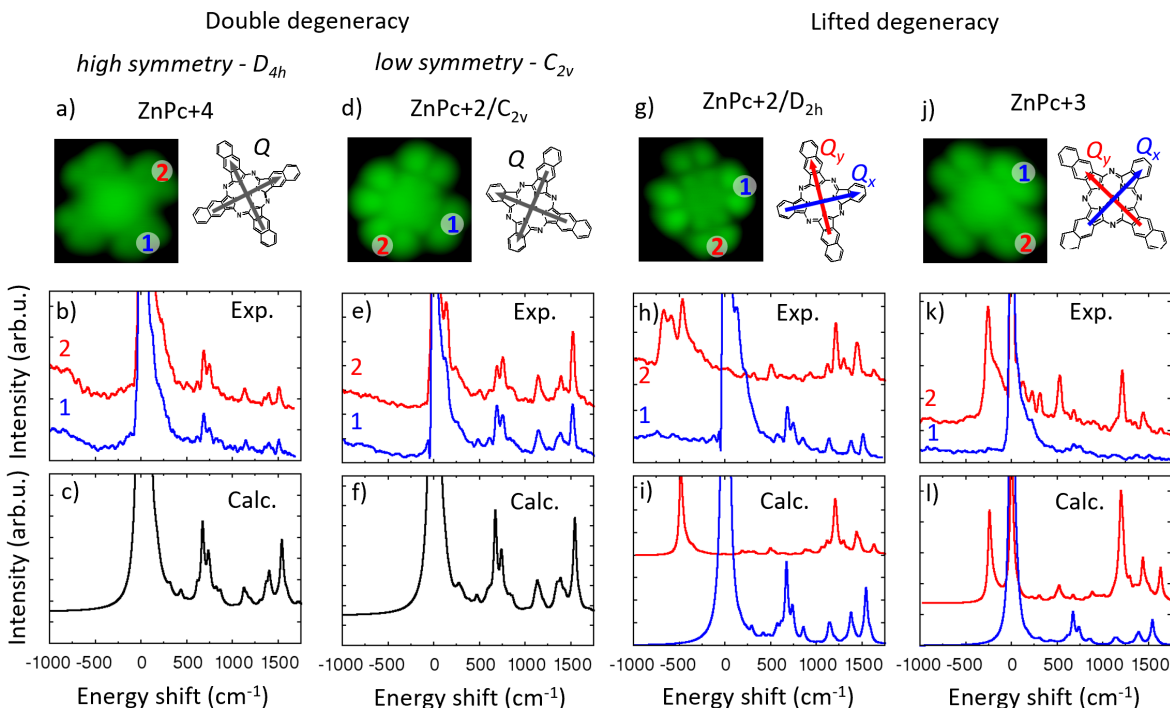 Double degeneracy
Lifted degeneracy
high symmetry - D4h
low symmetry - C2v
a) ZnPc+4
d) ZnPc+2/C2v
g) ZnPc+2/D2h
j) ZnPc+3
2
1
Q
2
1
Q
1
2
Qy
Qx
1
2
Qy
Qx
Intensity (arb.u.)
b) Exp.
2
1
e) Exp.
2
1
h) Exp.
2
1
k) Exp.
2
1
Intensity (arb.u.)
c) Calc.
f) Calc.
i) Calc.
l) Calc.
-1000 -500 0 500 1000 1500
-1000 -500 0 500 1000 1500
-1000 -500 0 500 1000 1500
-1000 -500 0 500 1000 1500
Energy shift (cm⁻¹)
Energy shift (cm⁻¹)
Energy shift (cm⁻¹)
Energy shift (cm⁻¹)